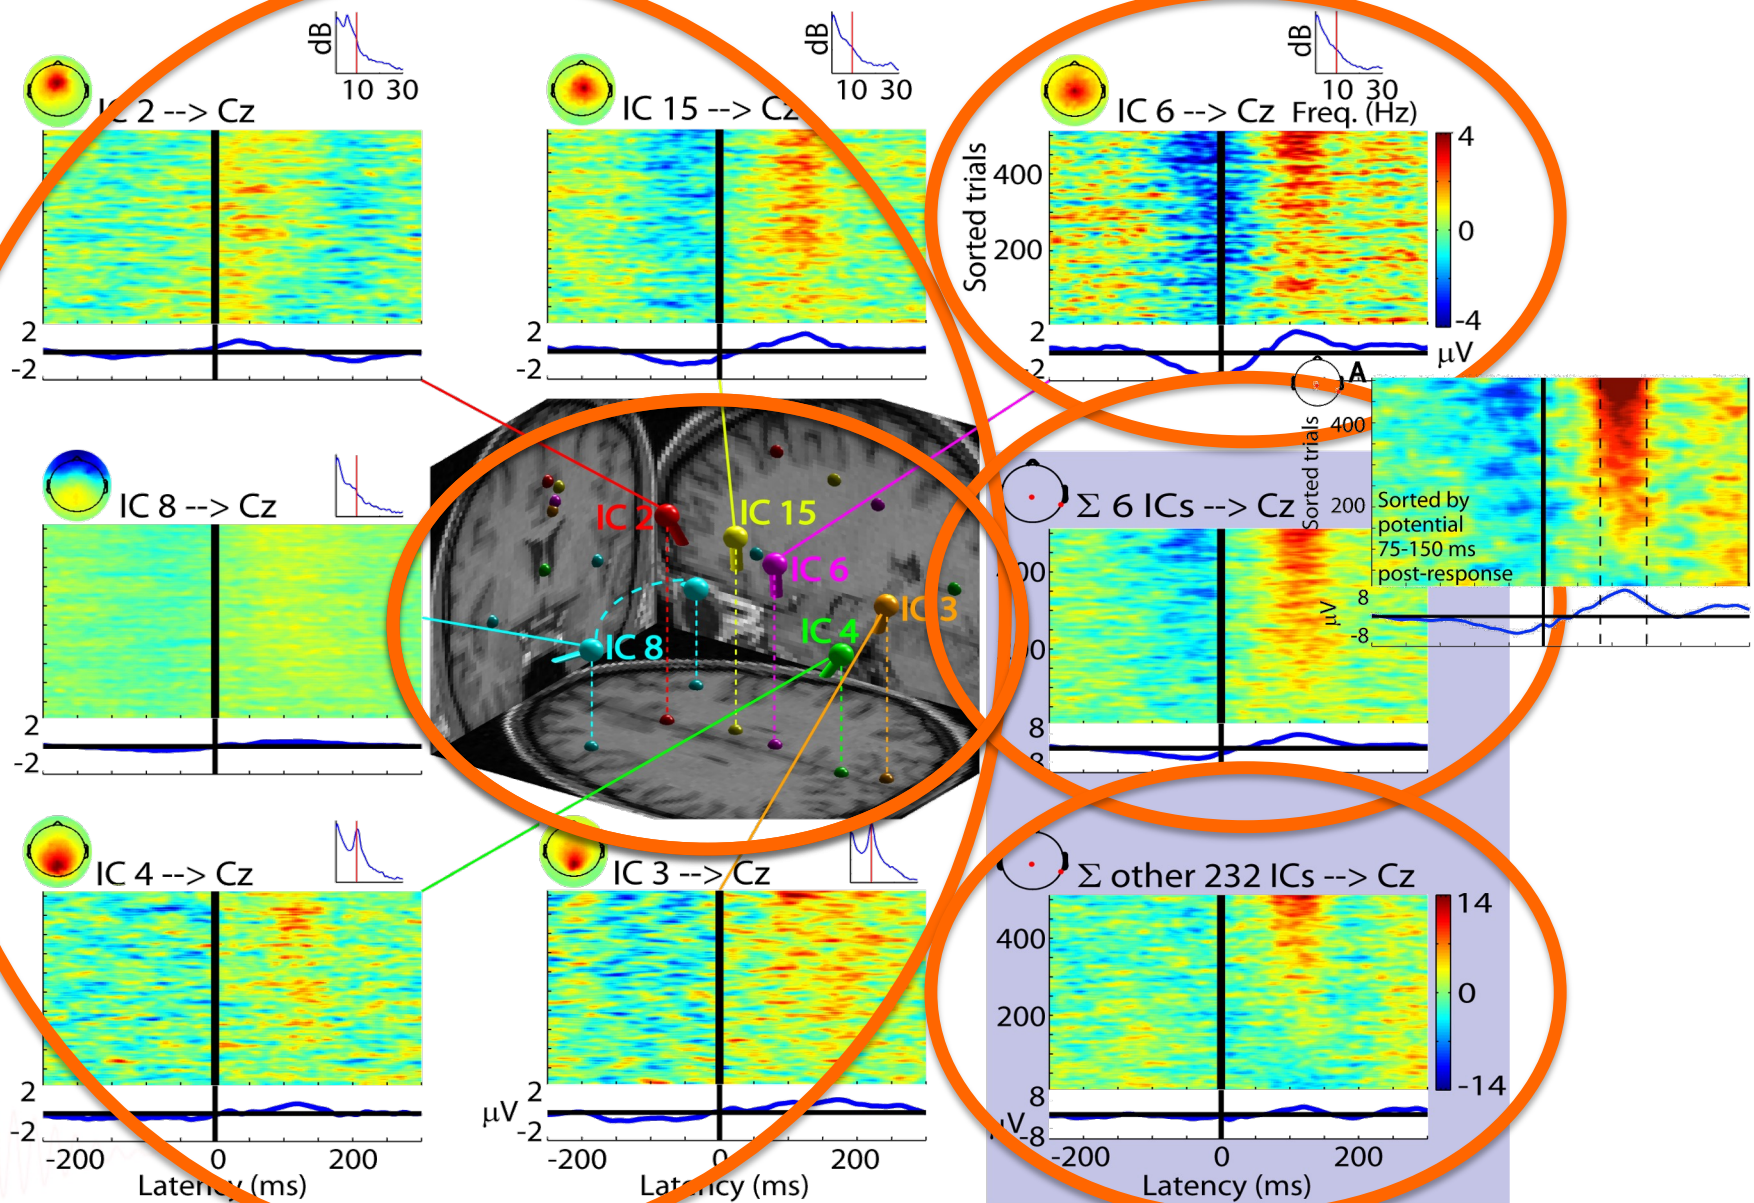 dB
10 30
IC 2 --> Cz
2
-2
dB
10 30
IC 15 --> Cz
2
-2
dB
10 30
IC 6 --> Cz Freq. (Hz)
Sorted trials
400
200
4
0
-4
μV
2
2
A
Sorted trials
400
200
Sorted by
potential
75-150 ms
post-response
μV
8
-8
IC 8 --> Cz
2
-2
IC 2
IC 15
IC 6
IC 3
IC 4
IC 8
Σ 6 ICs --> Cz
8
IC 4 --> Cz
2
-2
-200 0 200
Latency (ms)
IC 3 --> Cz
μV
2
-2
-200 0 200
Latency (ms)
Σ other 232 ICs --> Cz
400
200
14
0
-14
8
μV
-8
-200 0 200
Latency (ms)